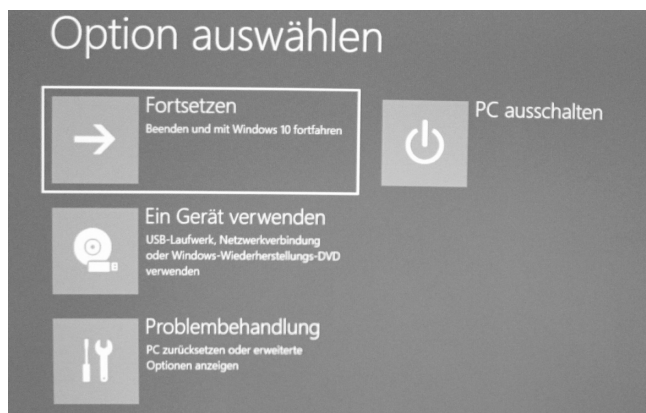 Option auswählen
Fortsetzen
Beenden und mit Windows 10 fortfahren
PC ausschalten
Ein Gerät verwenden
USB-Laufwerk, Netzwerkverbindung
oder Windows-Wiederherstellungs-DVD
verwenden
Problembehandlung
PC zurücksetzen oder erweiterte
Optionen anzeigen